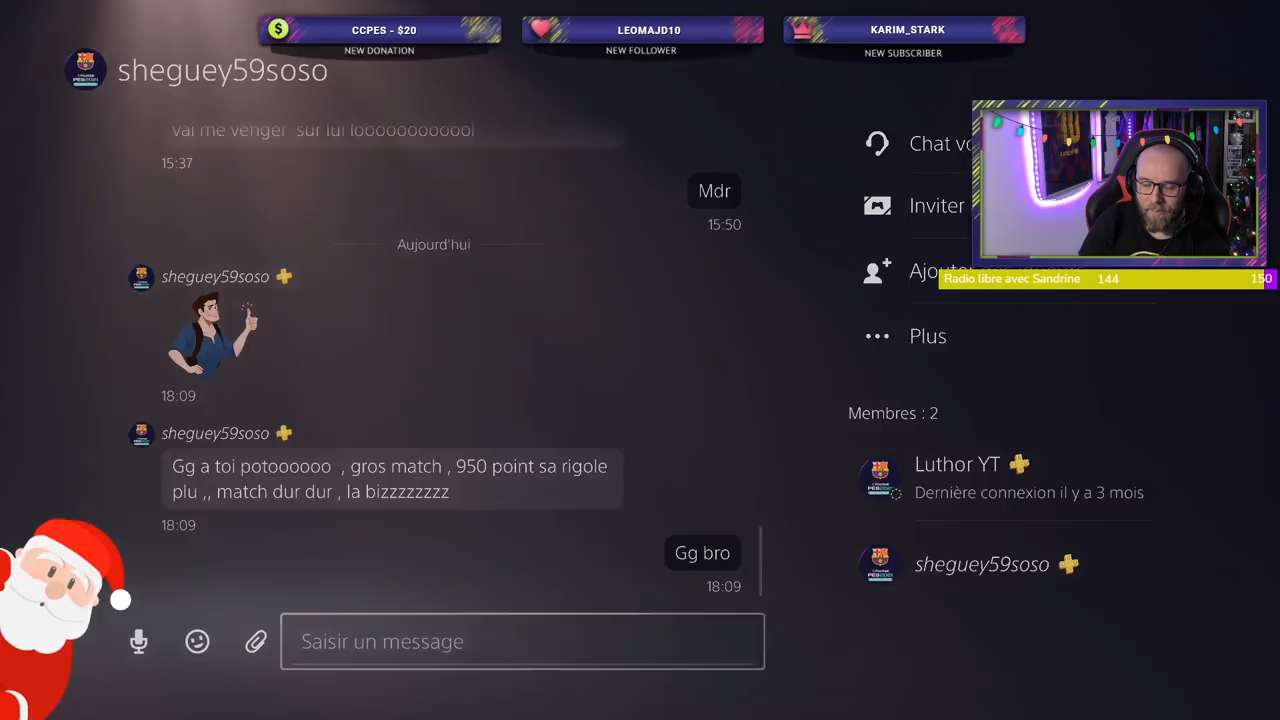 CCPES - $20
LEOMAJD10
KARIM_STARK
NEW DONATION
NEW FOLLOWER
NEW SUBSCRIBER
sheguey59soso
vai me venger sur lui looooooooooool
15:37
Mdr
15:50
Aujourd'hui
sheguey59soso
18:09
sheguey59soso
Gg a toi potoooooo , gros match , 950 point sa rigole
plu ,, match dur dur , la bizzzzzzzz
18:09
Gg bro
18:09
Saisir un message
Chat vo
Inviter
Radio libre avec Sandrine 144 150
Plus
Membres : 2
Luthor YT
Dernière connexion il y a 3 mois
sheguey59soso